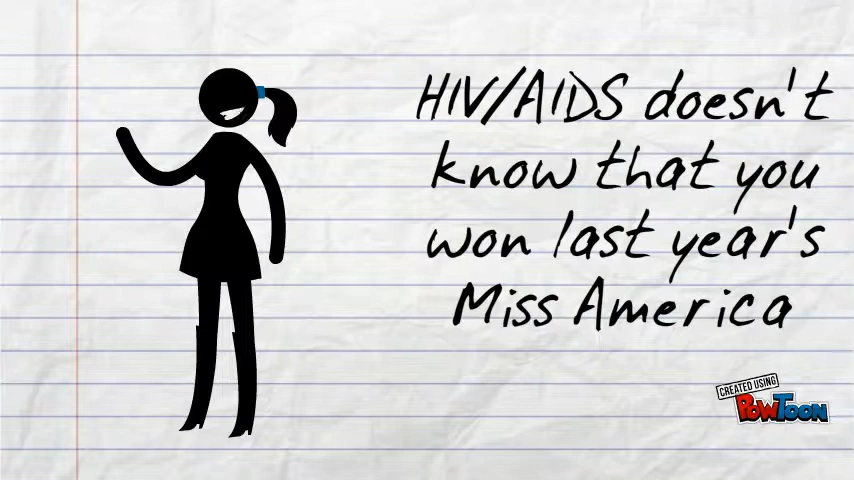 HIV/AIDS doesn't
know that you
won last year's
Miss America
CREATED USING
POWTOON